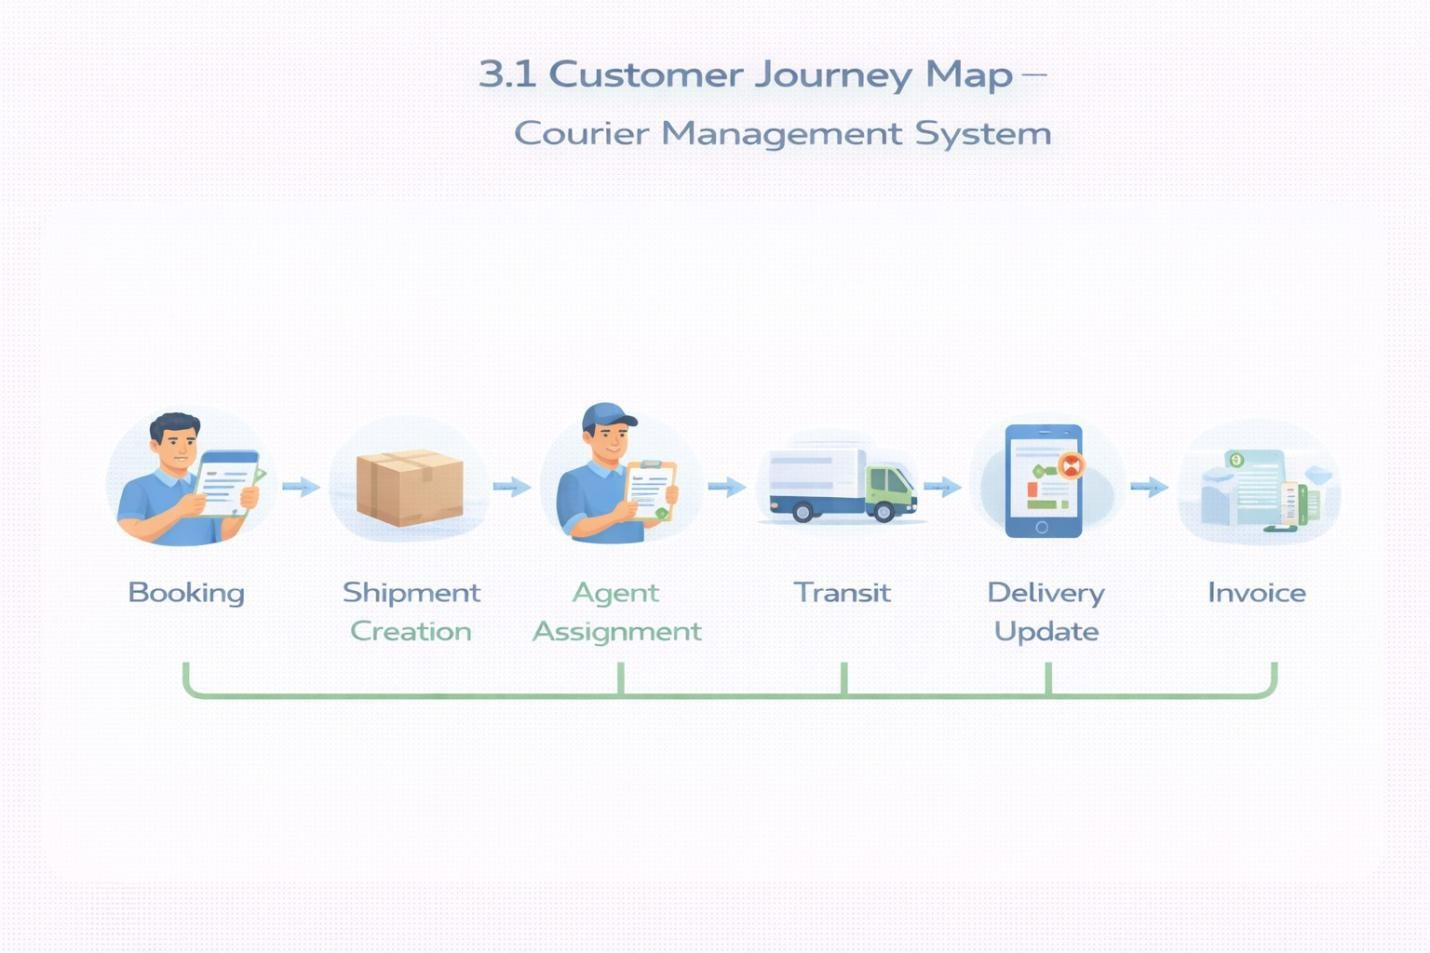 3.1 Customer Journey Map —
Courier Management System
Booking
Shipment
Creation
Agent
Assignment
Transit
Delivery
Update
Invoice